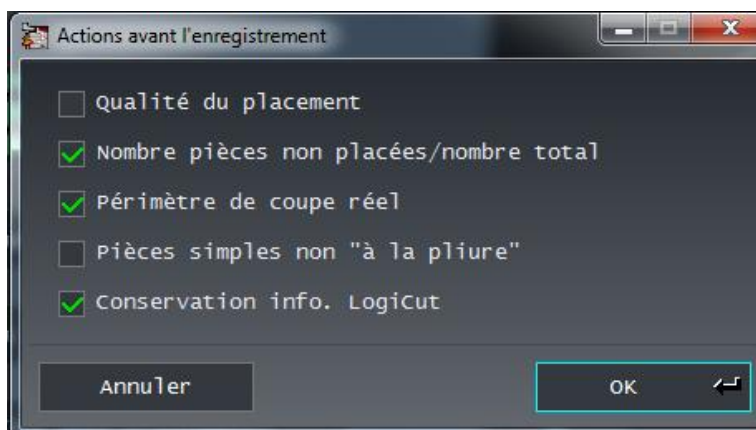 Actions avant l'enregistrement
Qualité du placement
Nombre pièces non placées/nombre total
Périmètre de coupe réel
Pièces simples non "à la pliure"
Conservation info. LogiCut
Annuler
OK